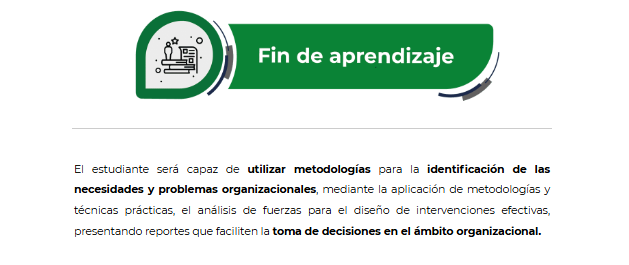 Fin de aprendizaje
El estudiante será capaz de utilizar metodologías para la identificación de las
necesidades y problemas organizacionales, mediante la aplicación de metodologías y
técnicas prácticas, el análisis de fuerzas para el diseño de intervenciones efectivas,
presentando reportes que faciliten la toma de decisiones en el ámbito organizacional.